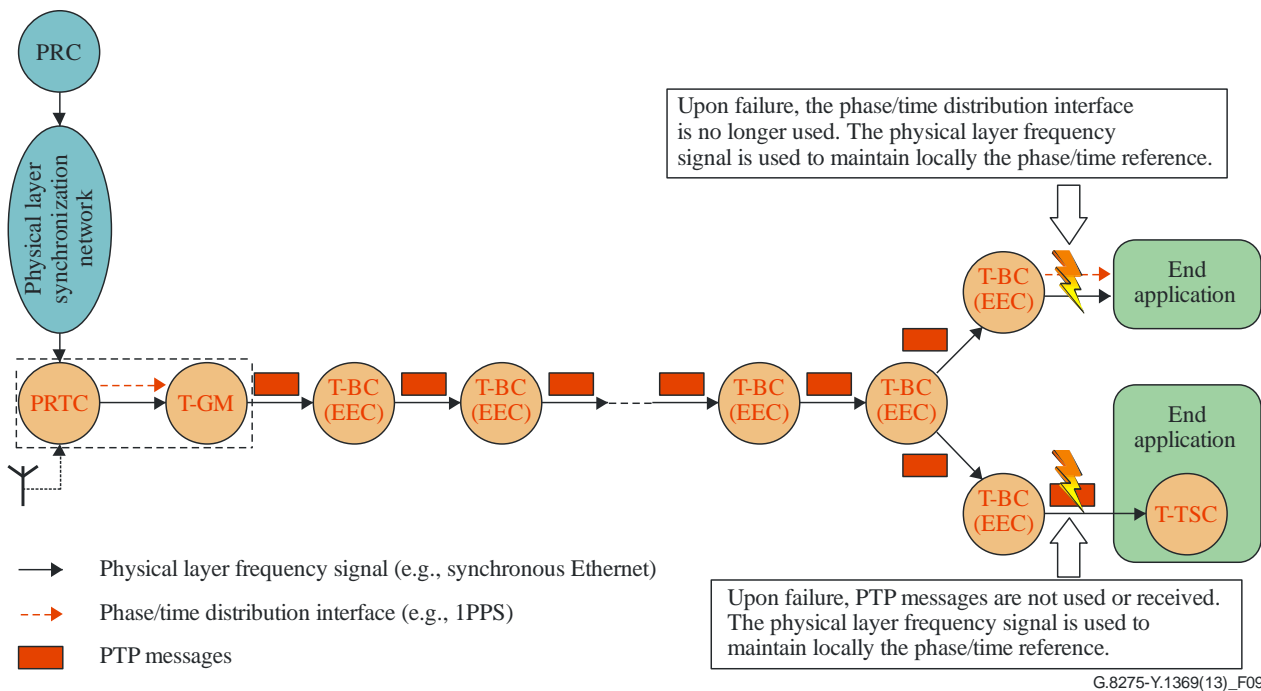 PRC
Physical layer
synchronization
network
Upon failure, the phase/time distribution interface
is no longer used. The physical layer frequency
signal is used to maintain locally the phase/time reference.
T-BC
(EEC)
End
application
PRTC
T-GM
T-BC
(EEC)
T-BC
(EEC)
T-BC
(EEC)
T-BC
(EEC)
End
application
T-BC
(EEC)
T-TSC
Physical layer frequency signal (e.g., synchronous Ethernet)
Phase/time distribution interface (e.g., 1PPS)
PTP messages
Upon failure, PTP messages are not used or received.
The physical layer frequency signal is used to
maintain locally the phase/time reference.
G.8275-Y.1369(13)_F09